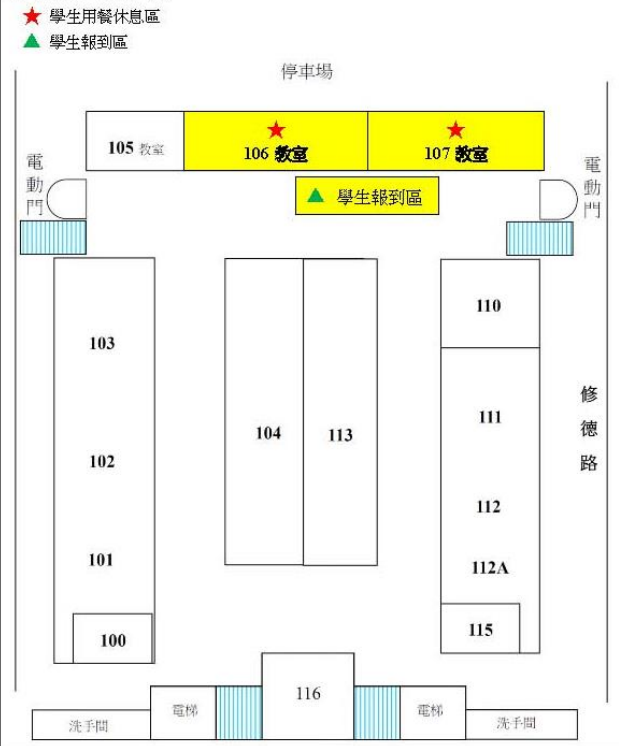 ★ 學生用餐休息區
▲ 學生報到區
停車場
105 教室
★
106 教室
★
107 教室
電動門
電動門
▲ 學生報到區
103
110
104
113
111
修德路
102
112
101
112A
100
115
116
電梯
電梯
洗手間
洗手間